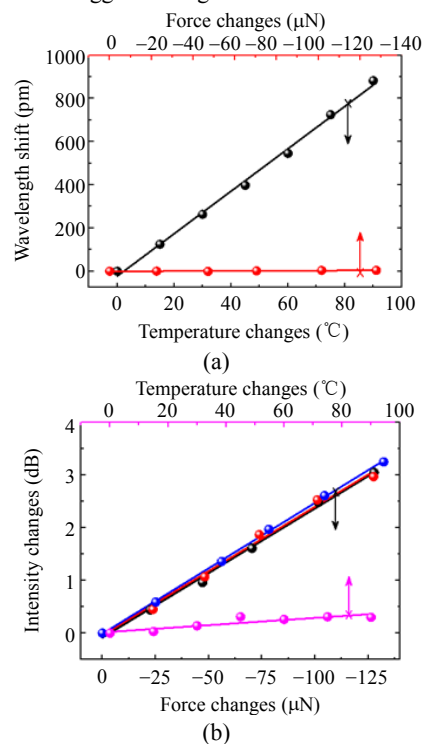 Force changes (μN)
0 −20 −40 −60 −80 −100 −120 −140
1000
800
600
400
200
0
Wavelength shift (pm)
0 20 40 60 80 100
Temperature changes (℃)
(a)
Temperature changes (℃)
0 20 40 60 80 100
4
3
2
1
0
Intensity changes (dB)
0 −25 −50 −75 −100 −125
Force changes (μN)
(b)